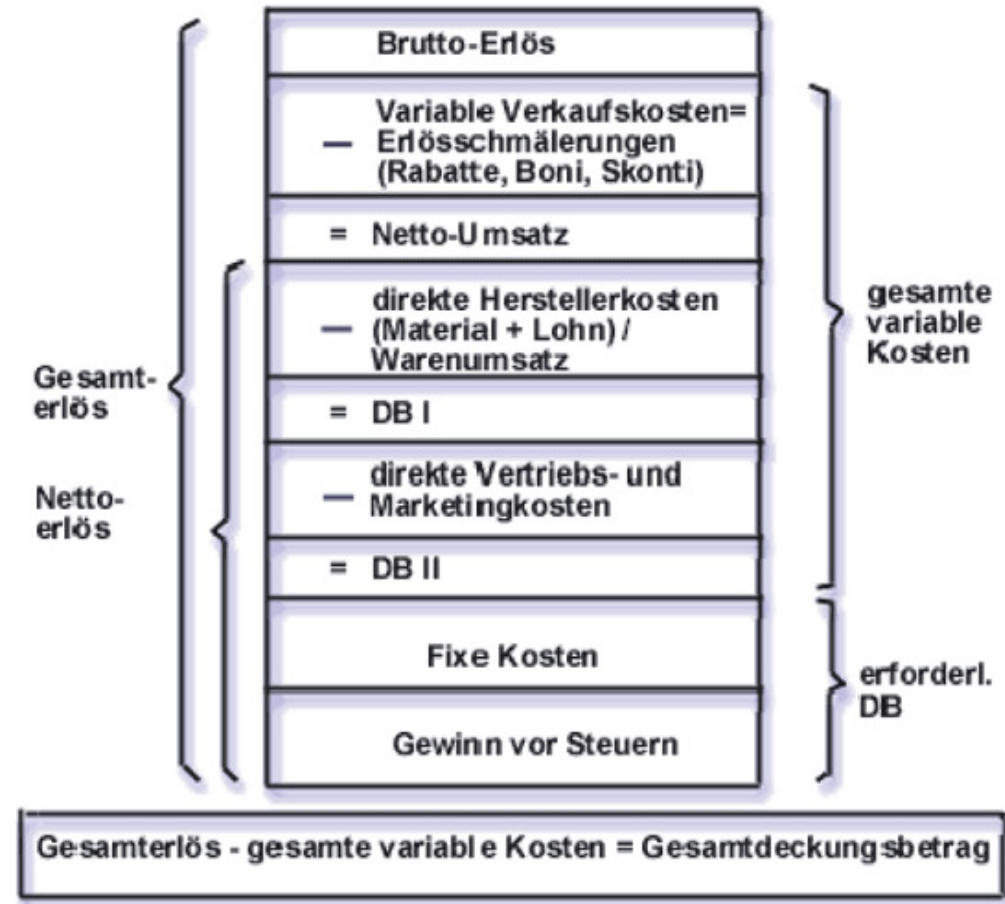 Brutto-Erlös
Variable Verkaufskosten=
– Erlösschmälerungen
(Rabatte, Boni, Skonti)
= Netto-Umsatz
direkte Herstellerkosten
– (Material + Lohn) /
Warenumsatz
= DB I
direkte Vertriebs- und
– Marketingkosten
= DB II
Fixe Kosten
Gewinn vor Steuern
Gesamt-
erlös
Netto-
erlös
gesamte
variable
Kosten
erforderl.
DB
Gesamterlös - gesamte variable Kosten = Gesamtdeckungsbetrag